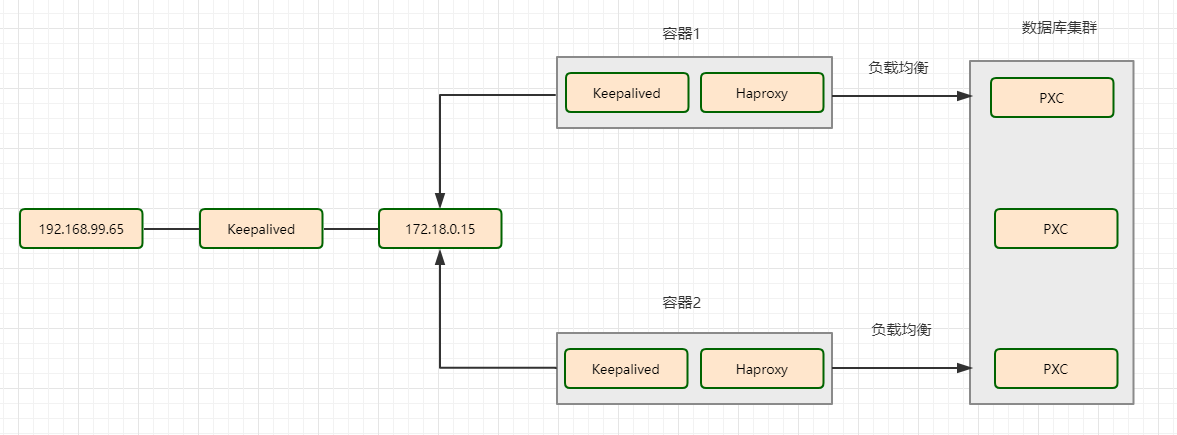 数据库集群
容器1
负载均衡
Keepalived
Haproxy
PXC
192.168.99.65
Keepalived
172.18.0.15
PXC
容器2
负载均衡
Keepalived
Haproxy
PXC